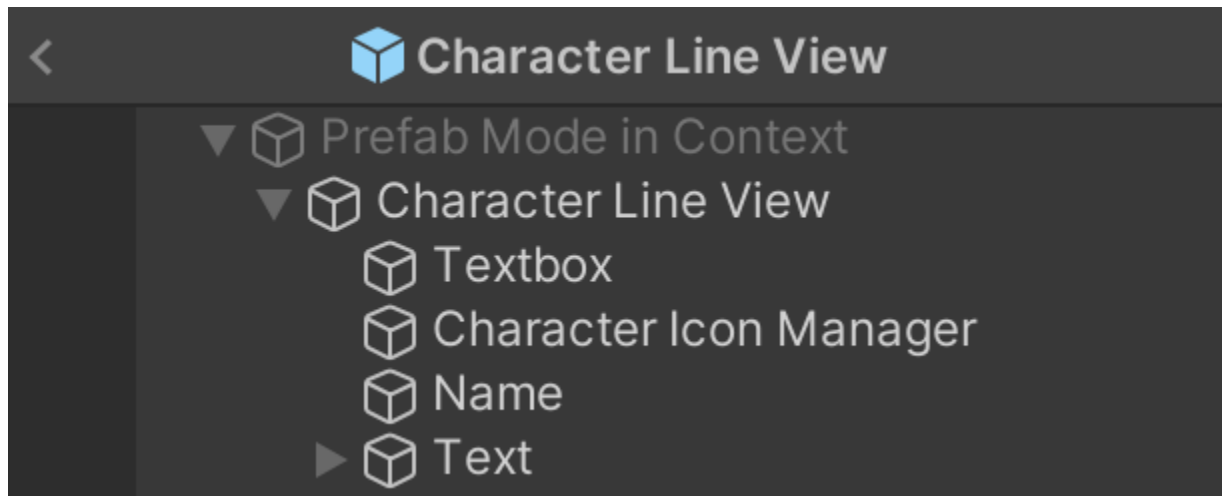 Character Line View
Prefab Mode in Context
Character Line View
Textbox
Character Icon Manager
Name
Text